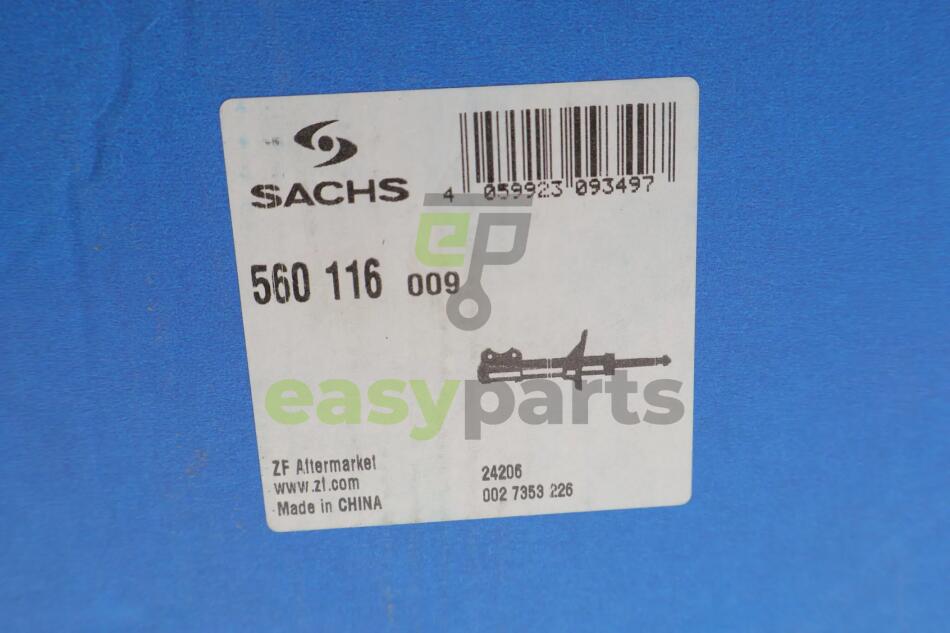 SACHS
4 059923 093497
560 116 009
ep
easyparts
ZF Aftermarket
www.zf.com
Made in CHINA
24206
002 7353 226